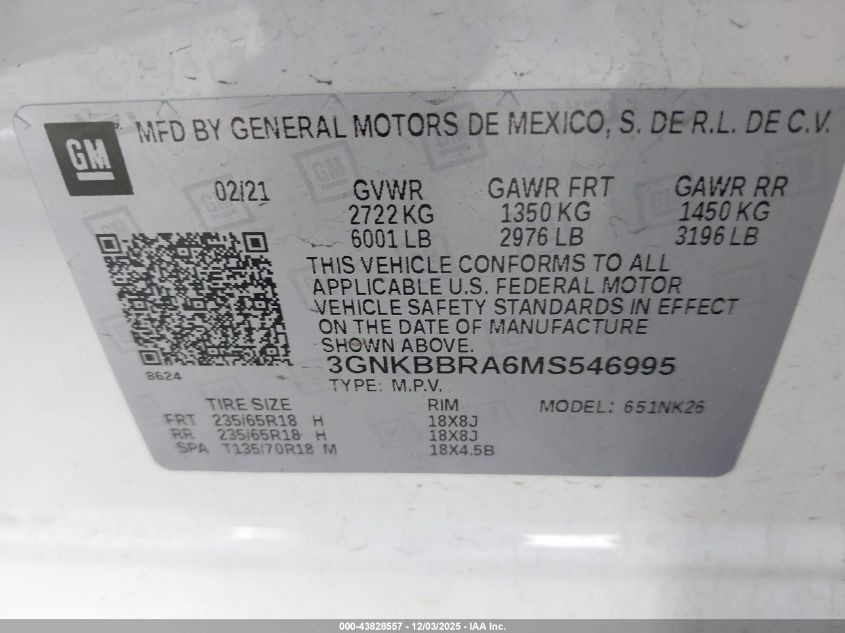 GM
MFD BY GENERAL MOTORS DE MEXICO, S. DE R.L. DE C.V.
02/21 GVWR GAWR FRT GAWR RR
2722 KG 1350 KG 1450 KG
6001 LB 2976 LB 3196 LB
THIS VEHICLE CONFORMS TO ALL
APPLICABLE U.S. FEDERAL MOTOR
VEHICLE SAFETY STANDARDS IN EFFECT
ON THE DATE OF MANUFACTURE
SHOWN ABOVE.
8624
3GNKBBRA6MS546995
TYPE: M.P.V.
TIRE SIZE RIM MODEL: 651NK26
FRT 235/65R18 H 18X8J
RR 235/65R18 H 18X8J
SPA T135/70R18 M 18X4.5B
000-43828557 - 12/03/2025 - IAA Inc.